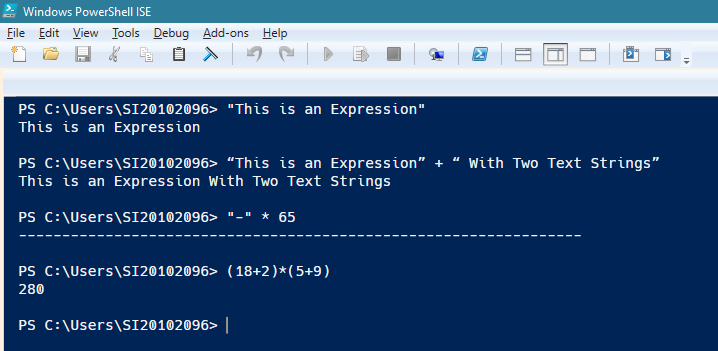 Windows PowerShell ISE
File Edit View Tools Debug Add-ons Help
PS C:\Users\SI20102096> "This is an Expression"
This is an Expression
PS C:\Users\SI20102096> “This is an Expression” + “ With Two Text Strings”
This is an Expression With Two Text Strings
PS C:\Users\SI20102096> "-" * 65
-----------------------------------------------------------------
PS C:\Users\SI20102096> (18+2)*(5+9)
280
PS C:\Users\SI20102096>